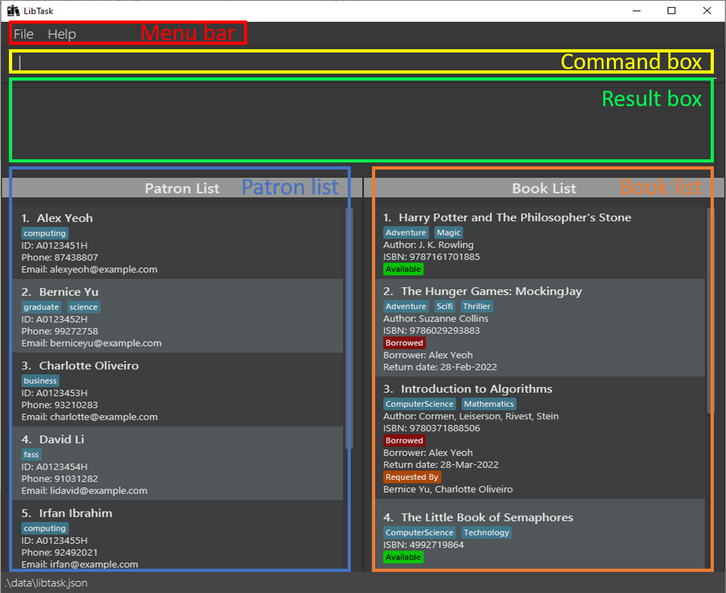 LibTask
File Help Menu bar
Command box
Result box
Patron List Patron list
1. Alex Yeoh
computing
ID: A0123451H
Phone: 87438807
Email: alexyeoh@example.com
2. Bernice Yu
graduate science
ID: A0123452H
Phone: 99272758
Email: berniceyu@example.com
3. Charlotte Oliveiro
business
ID: A0123453H
Phone: 93210283
Email: charlotte@example.com
4. David Li
fass
ID: A0123454H
Phone: 91031282
Email: lidavid@example.com
5. Irfan Ibrahim
computing
ID: A0123455H
Phone: 92492021
Email: irfan@example.com
Book List Book list
1. Harry Potter and The Philosopher's Stone
Adventure Magic
Author: J. K. Rowling
ISBN: 9787161701885
Available
2. The Hunger Games: MockingJay
Adventure Scifi Thriller
Author: Suzanne Collins
ISBN: 9786029293883
Borrowed
Borrower: Alex Yeoh
Return date: 28-Feb-2022
3. Introduction to Algorithms
ComputerScience Mathematics
Author: Cormen, Leiserson, Rivest, Stein
ISBN: 9780371888506
Borrowed
Borrower: Alex Yeoh
Return date: 28-Mar-2022
Requested By
Bernice Yu, Charlotte Oliveiro
4. The Little Book of Semaphores
ComputerScience Technology
ISBN: 4992719864
Available
.\data\libtask.json